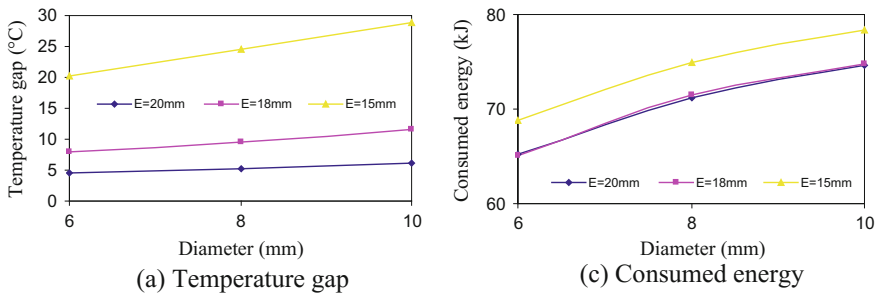 Temperature gap (°C)
30
25
20
15
10
5
0
E=20mm E=18mm E=15mm
6 8 10
Diameter (mm)
(a) Temperature gap
Consumed energy (kJ)
80
70
60
E=20mm E=18mm E=15mm
6 8 10
Diameter (mm)
(c) Consumed energy